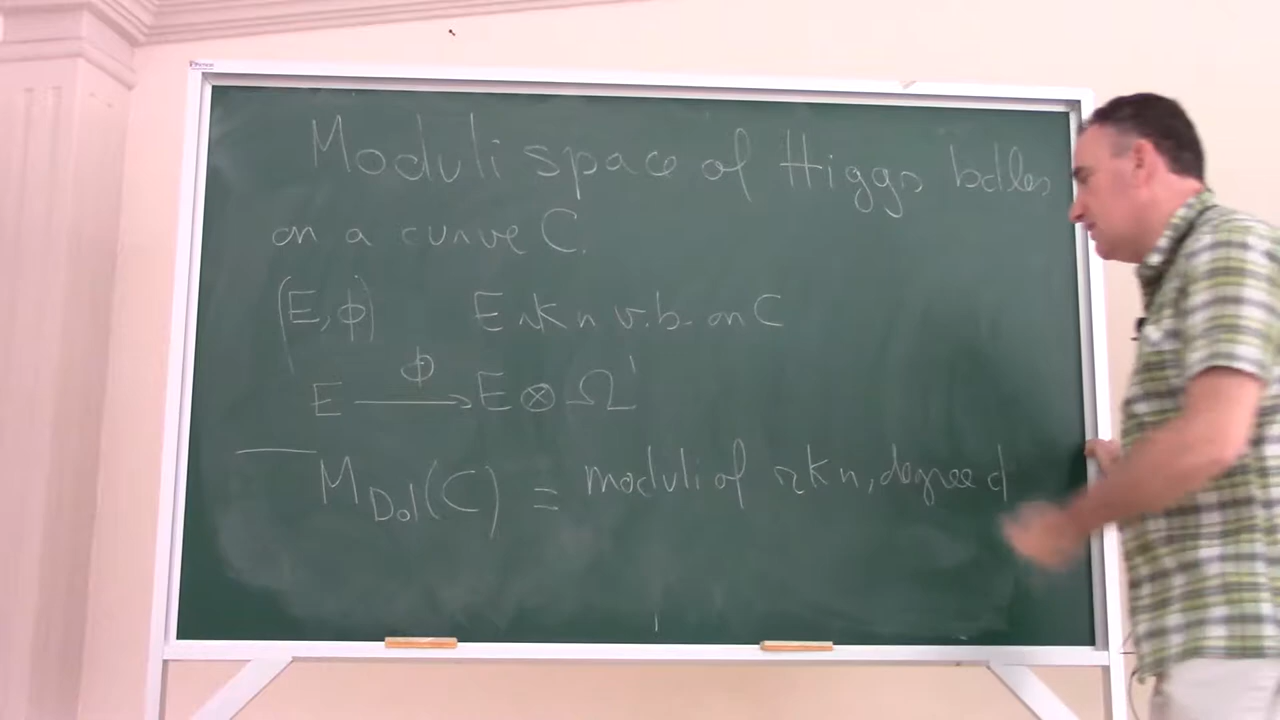 Moduli space of Higgs bdles
on a curve C.
(E, ϕ) E rk n v.b. on C
E —ϕ→ E ⊗ Ω¹
M_Dol(C) = moduli of rk n, degree d